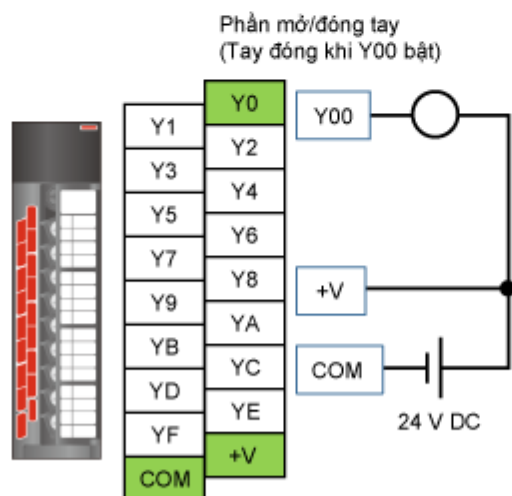 Phần mở/đóng tay
(Tay đóng khi Y00 bật)
Y0
Y1
Y2
Y3
Y4
Y5
Y6
Y7
Y8
Y9
YA
YB
YC
YD
YE
YF
+V
COM
Y00
+V
COM
24 V DC